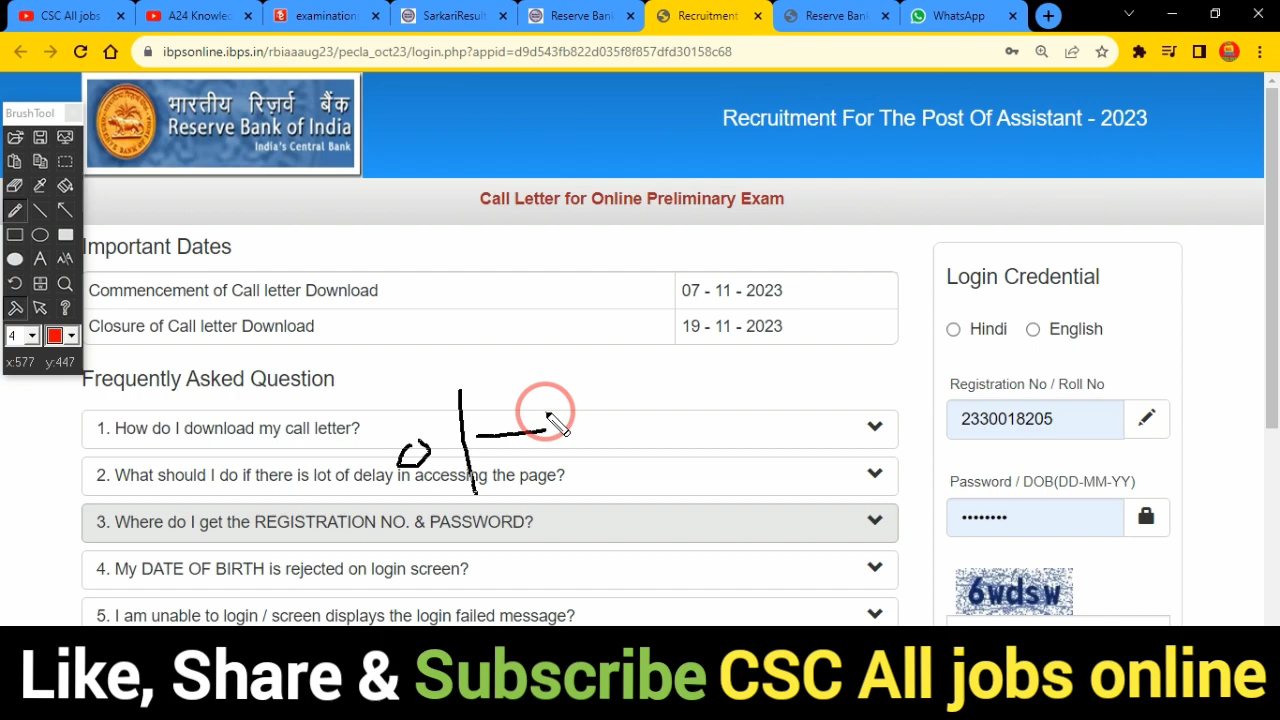 CSC All jobs
A24 Knowled
examination
SarkariResult
Reserve Bank
Recruitment
Reserve Bank
WhatsApp
ibpsonline.ibps.in/rbiaaaug23/pecla_oct23/login.php?appid=d9d543fb822d035f8f857dfd30158c68
BrushTool
भारतीय रिज़र्व बैंक
Reserve Bank of India
India's Central Bank
Recruitment For The Post Of Assistant - 2023
Call Letter for Online Preliminary Exam
Important Dates
Commencement of Call letter Download 07 - 11 - 2023
Closure of Call letter Download 19 - 11 - 2023
4
x:577 y:447
Frequently Asked Question
1. How do I download my call letter?
2. What should I do if there is lot of delay in accessing the page?
3. Where do I get the REGISTRATION NO. & PASSWORD?
4. My DATE OF BIRTH is rejected on login screen?
5. I am unable to login / screen displays the login failed message?
Login Credential
Hindi English
Registration No / Roll No
2330018205
Password / DOB(DD-MM-YY)
••••••••
6wdsw
Like, Share & Subscribe CSC All jobs online